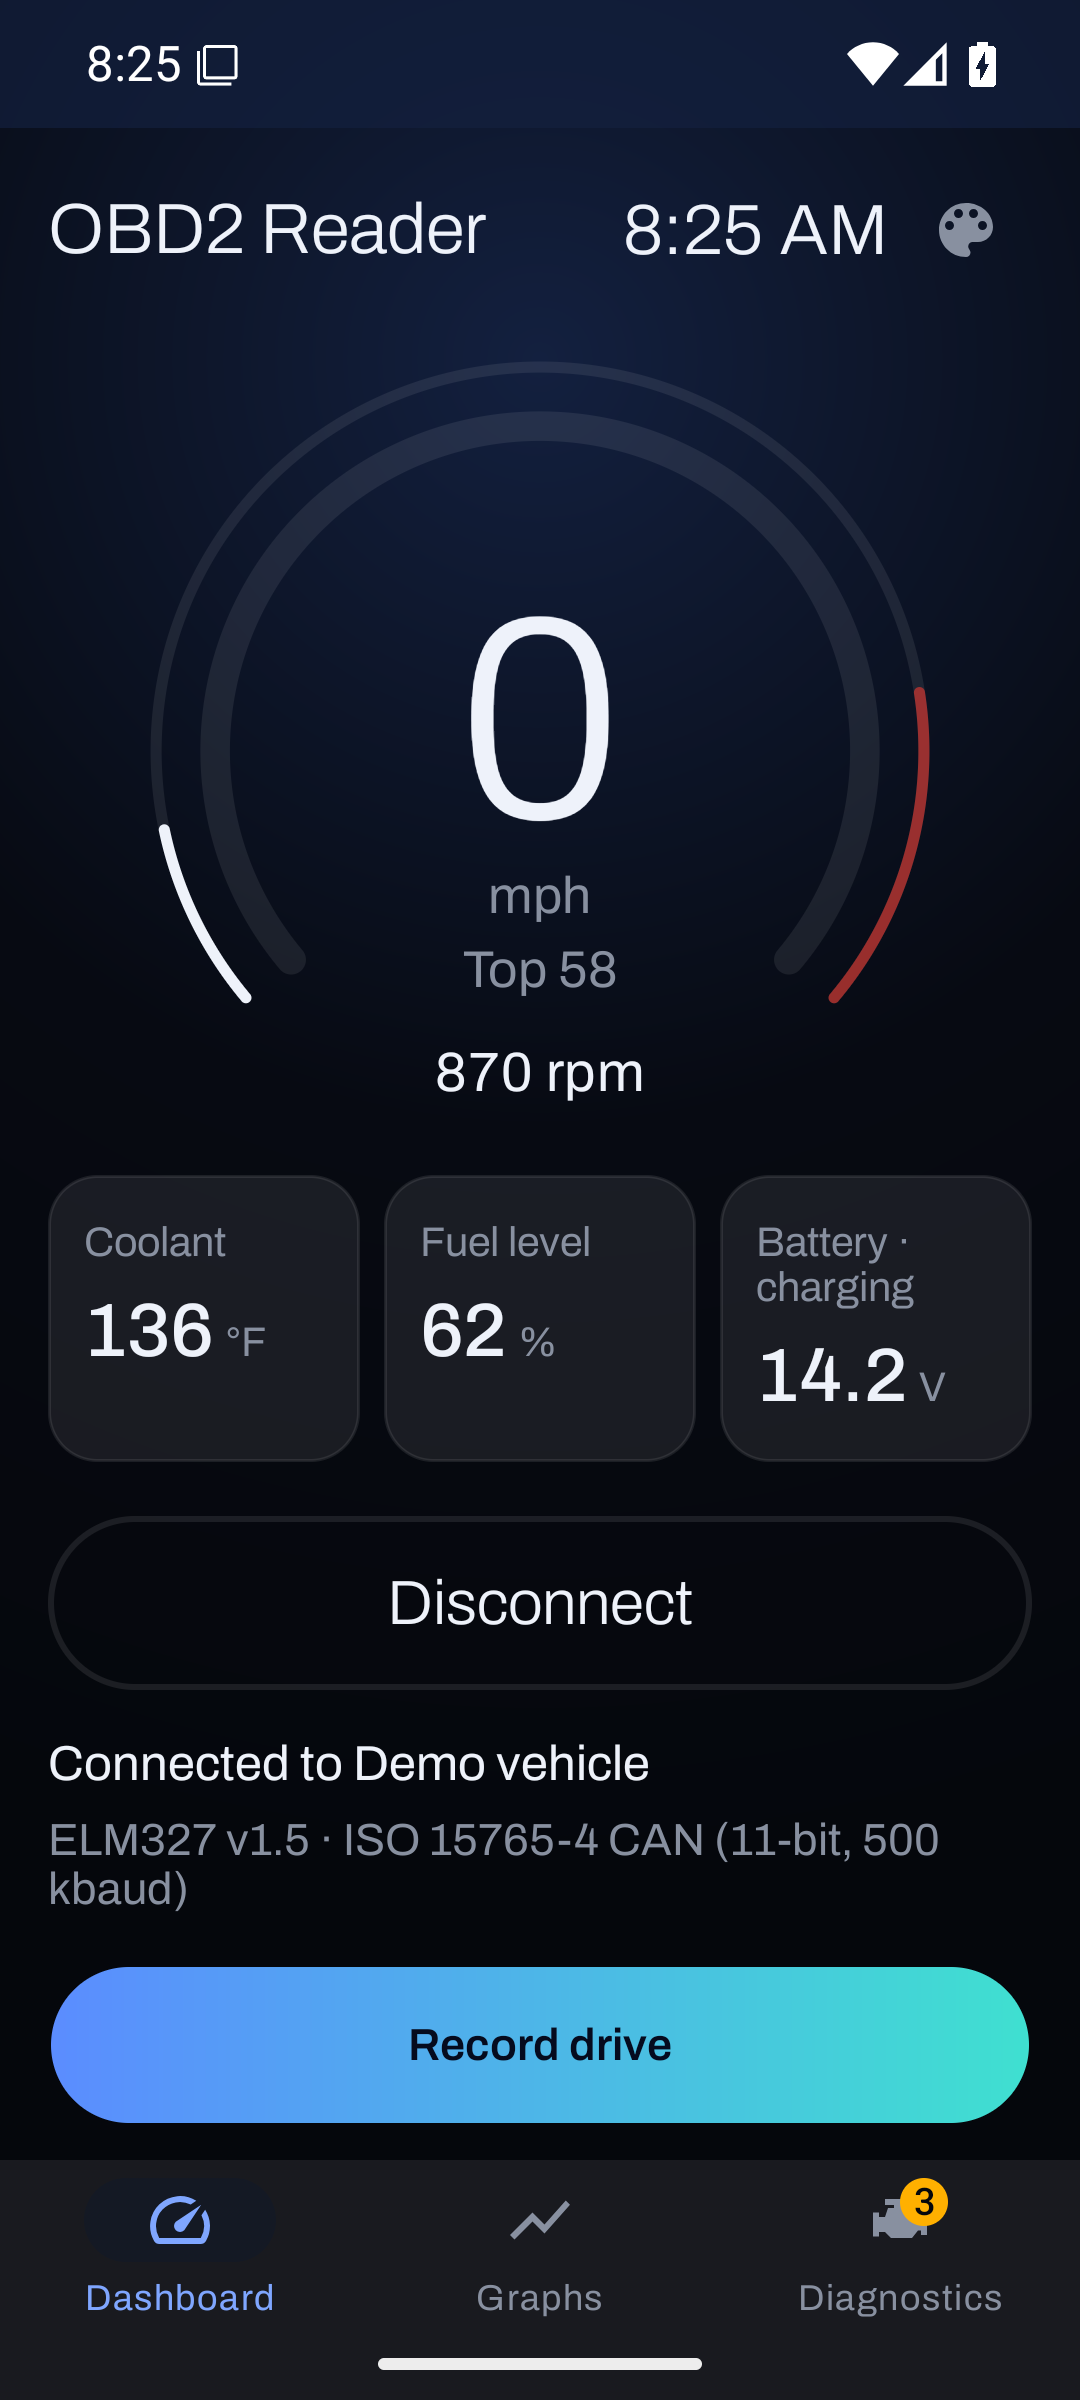 8:25
OBD2 Reader
8:25 AM
0
mph
Top 58
870 rpm
Coolant
136 °F
Fuel level
62 %
Battery ·
charging
14.2 V
Disconnect
Connected to Demo vehicle
ELM327 v1.5 · ISO 15765-4 CAN (11-bit, 500
kbaud)
Record drive
3
Dashboard
Graphs
Diagnostics